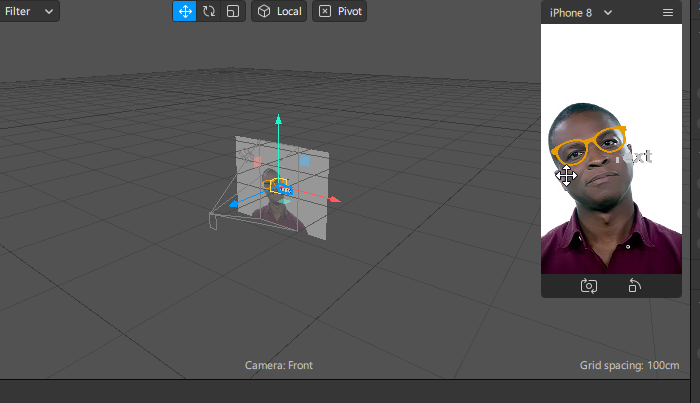 Filter
Local
Pivot
iPhone 8
Camera: Front
Grid spacing: 100cm